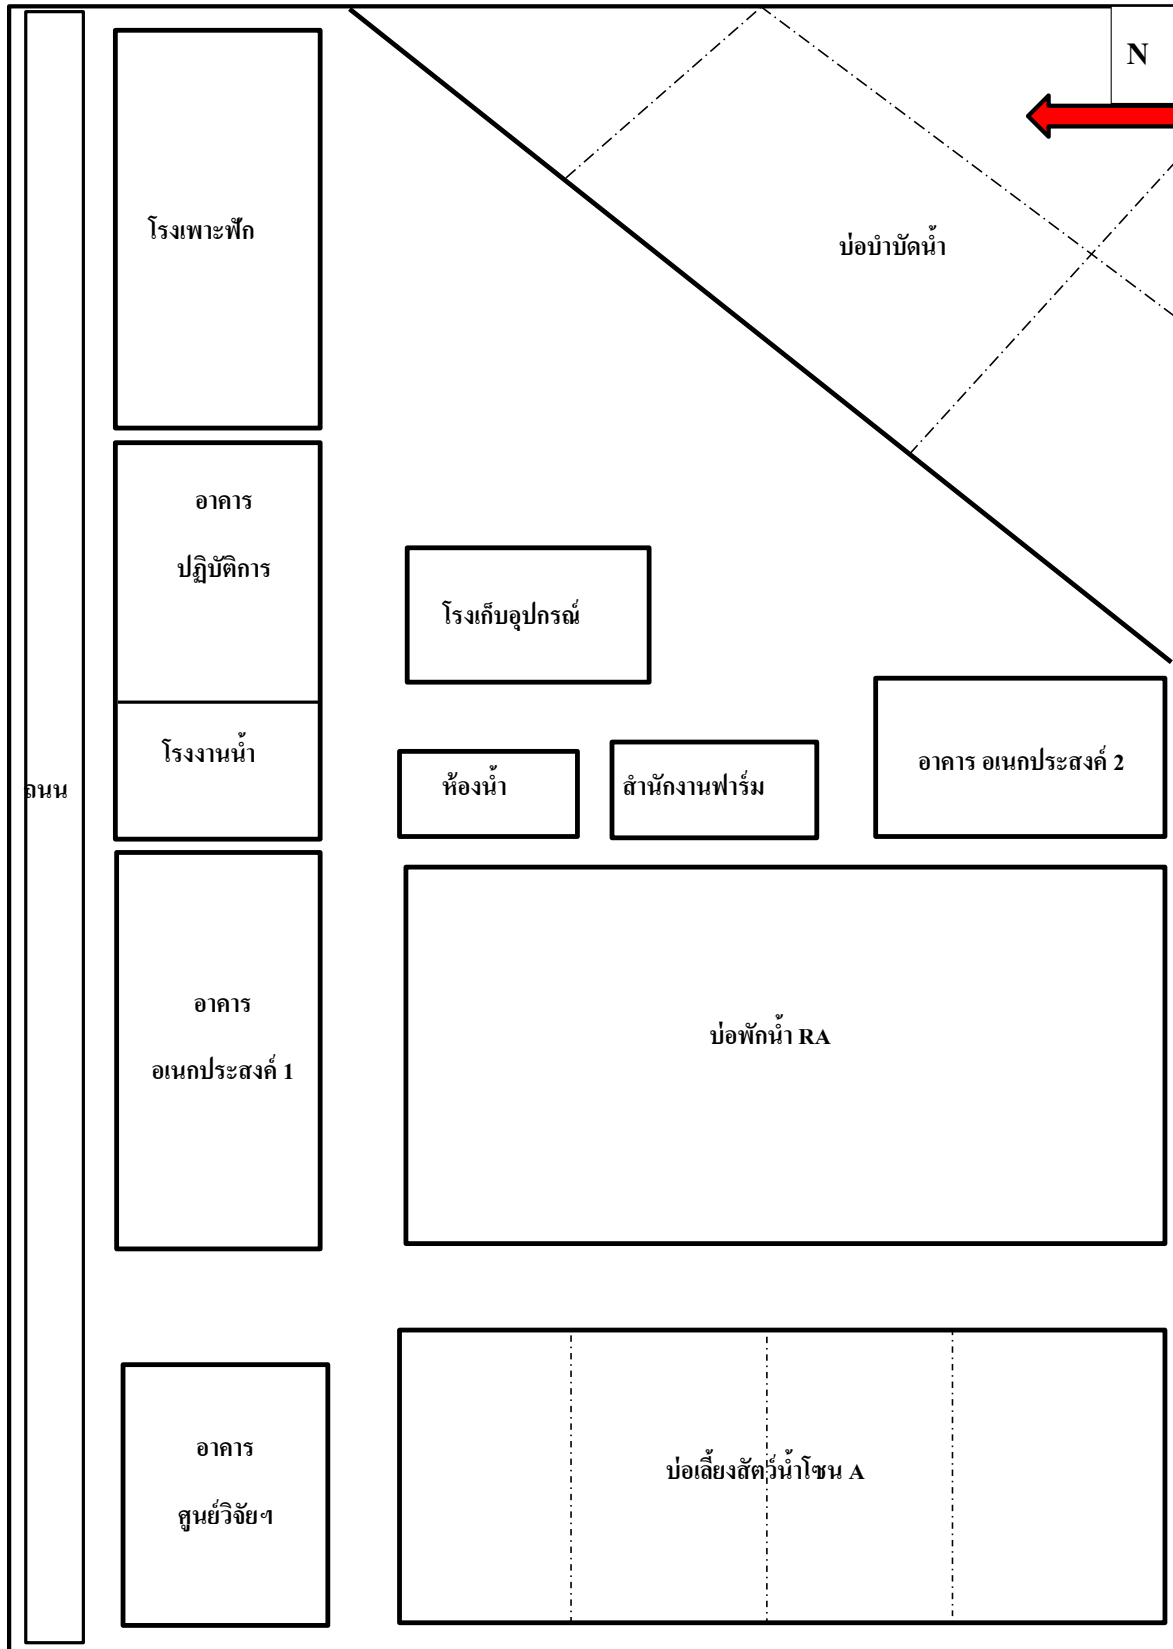 N
โรงเพาะฟัก
บ่อบำบัดน้ำ
อาคาร
ปฏิบัติการ
โรงเก็บอุปกรณ์
โรงงานน้ำ
ห้องน้ำ
สำนักงานฟาร์ม
อาคาร อเนกประสงค์ 2
ถนน
อาคาร
อเนกประสงค์ 1
บ่อพักน้ำ RA
อาคาร
ศูนย์วิจัยฯ
บ่อเลี้ยงสัตว์น้ำโซน A